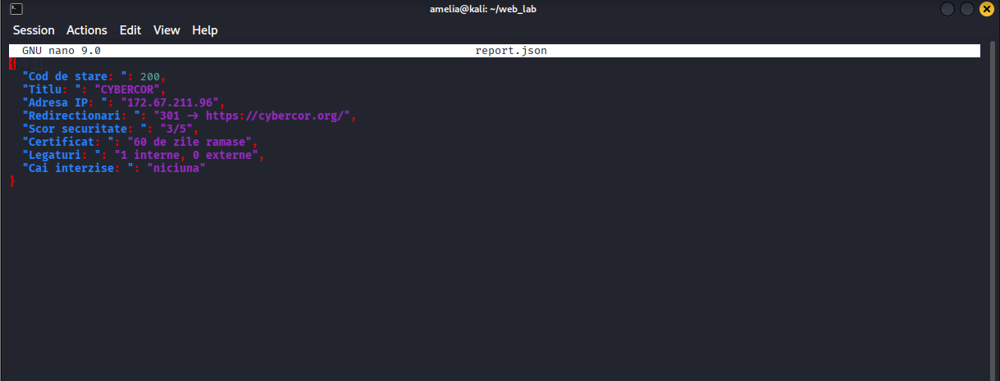 amelia@kali: ~/web_lab
Session Actions Edit View Help
GNU nano 9.0 report.json
{
"Cod de stare: ": 200,
"Titlu: ": "CYBERCOR",
"Adresa IP: ": "172.67.211.96",
"Redirectionari: ": "301 -> https://cybercor.org/",
"Scor securitate: ": "3/5",
"Certificat: ": "60 de zile ramase",
"Legaturi: ": "1 interne, 0 externe",
"Cai interzise: ": "niciuna"
}